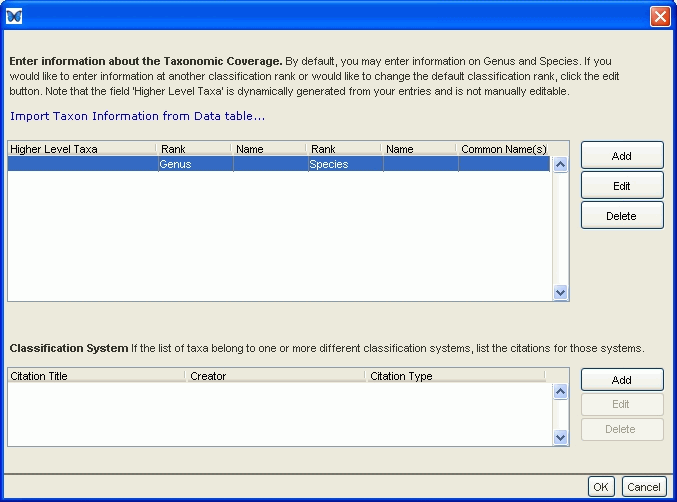 Enter information about the Taxonomic Coverage. By default, you may enter information on Genus and Species. If you
would like to enter information at another classification rank or would like to change the default classification rank, click the edit
button. Note that the field 'Higher Level Taxa' is dynamically generated from your entries and is not manually editable.
Import Taxon Information from Data table...
Higher Level Taxa Rank Name Rank Name Common Name(s)
Genus Species
Add
Edit
Delete
Classification System If the list of taxa belong to one or more different classification systems, list the citations for those systems.
Citation Title Creator Citation Type
Add
Edit
Delete
OK Cancel